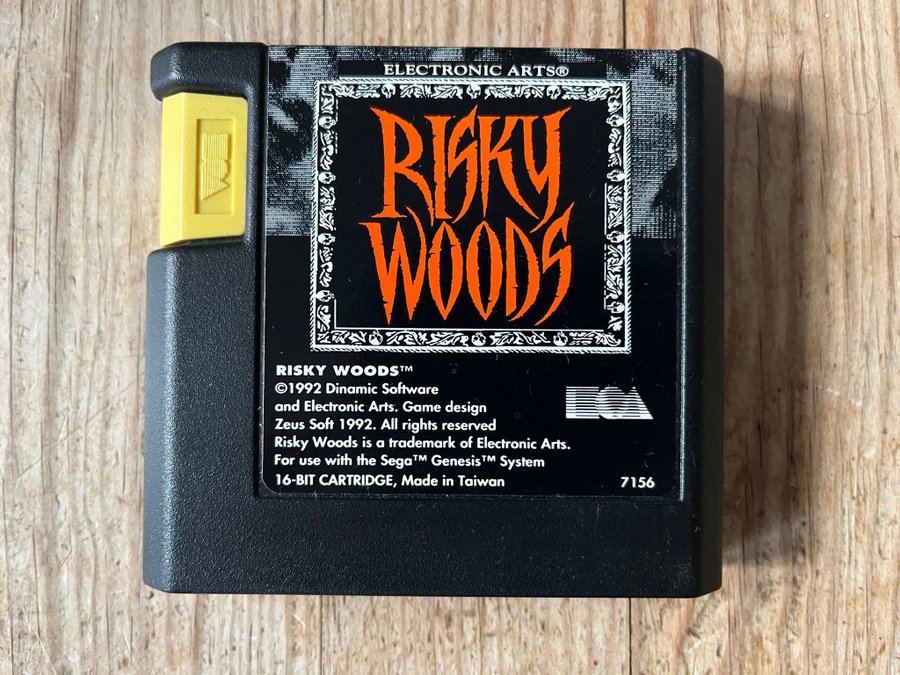 ELECTRONIC ARTS®
RISKY
WOODS
RISKY WOODS™
©1992 Dinamic Software
and Electronic Arts. Game design
Zeus Soft 1992. All rights reserved
Risky Woods is a trademark of Electronic Arts.
For use with the Sega™ Genesis™ System
16-BIT CARTRIDGE, Made in Taiwan
7156
EA
EA